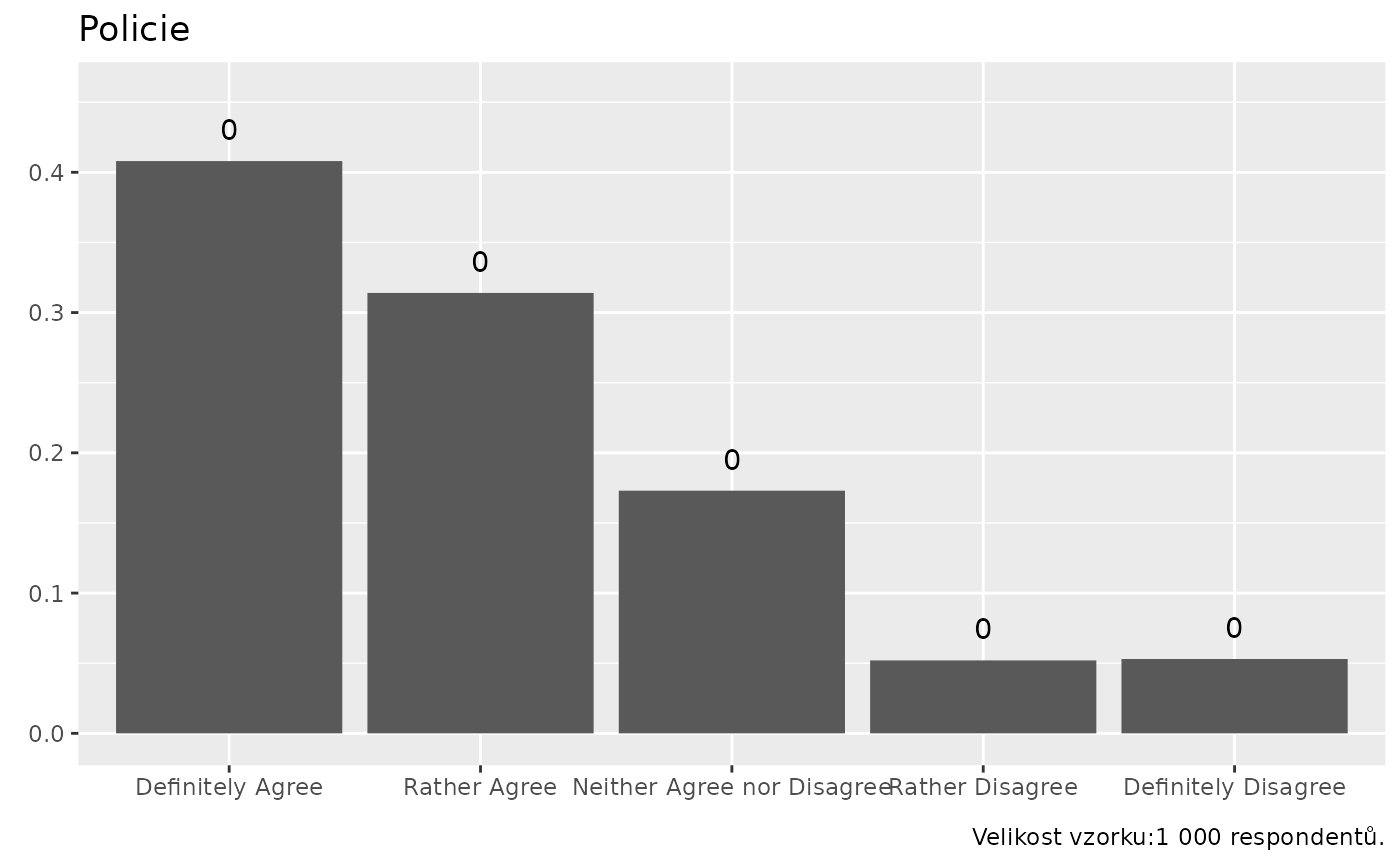 Policie
0
0
0
0
0
0.4
0.3
0.2
0.1
0.0
Definitely Agree
Rather Agree
Neither Agree nor Disagree
Rather Disagree
Definitely Disagree
Velikost vzorku:1 000 respondentů.